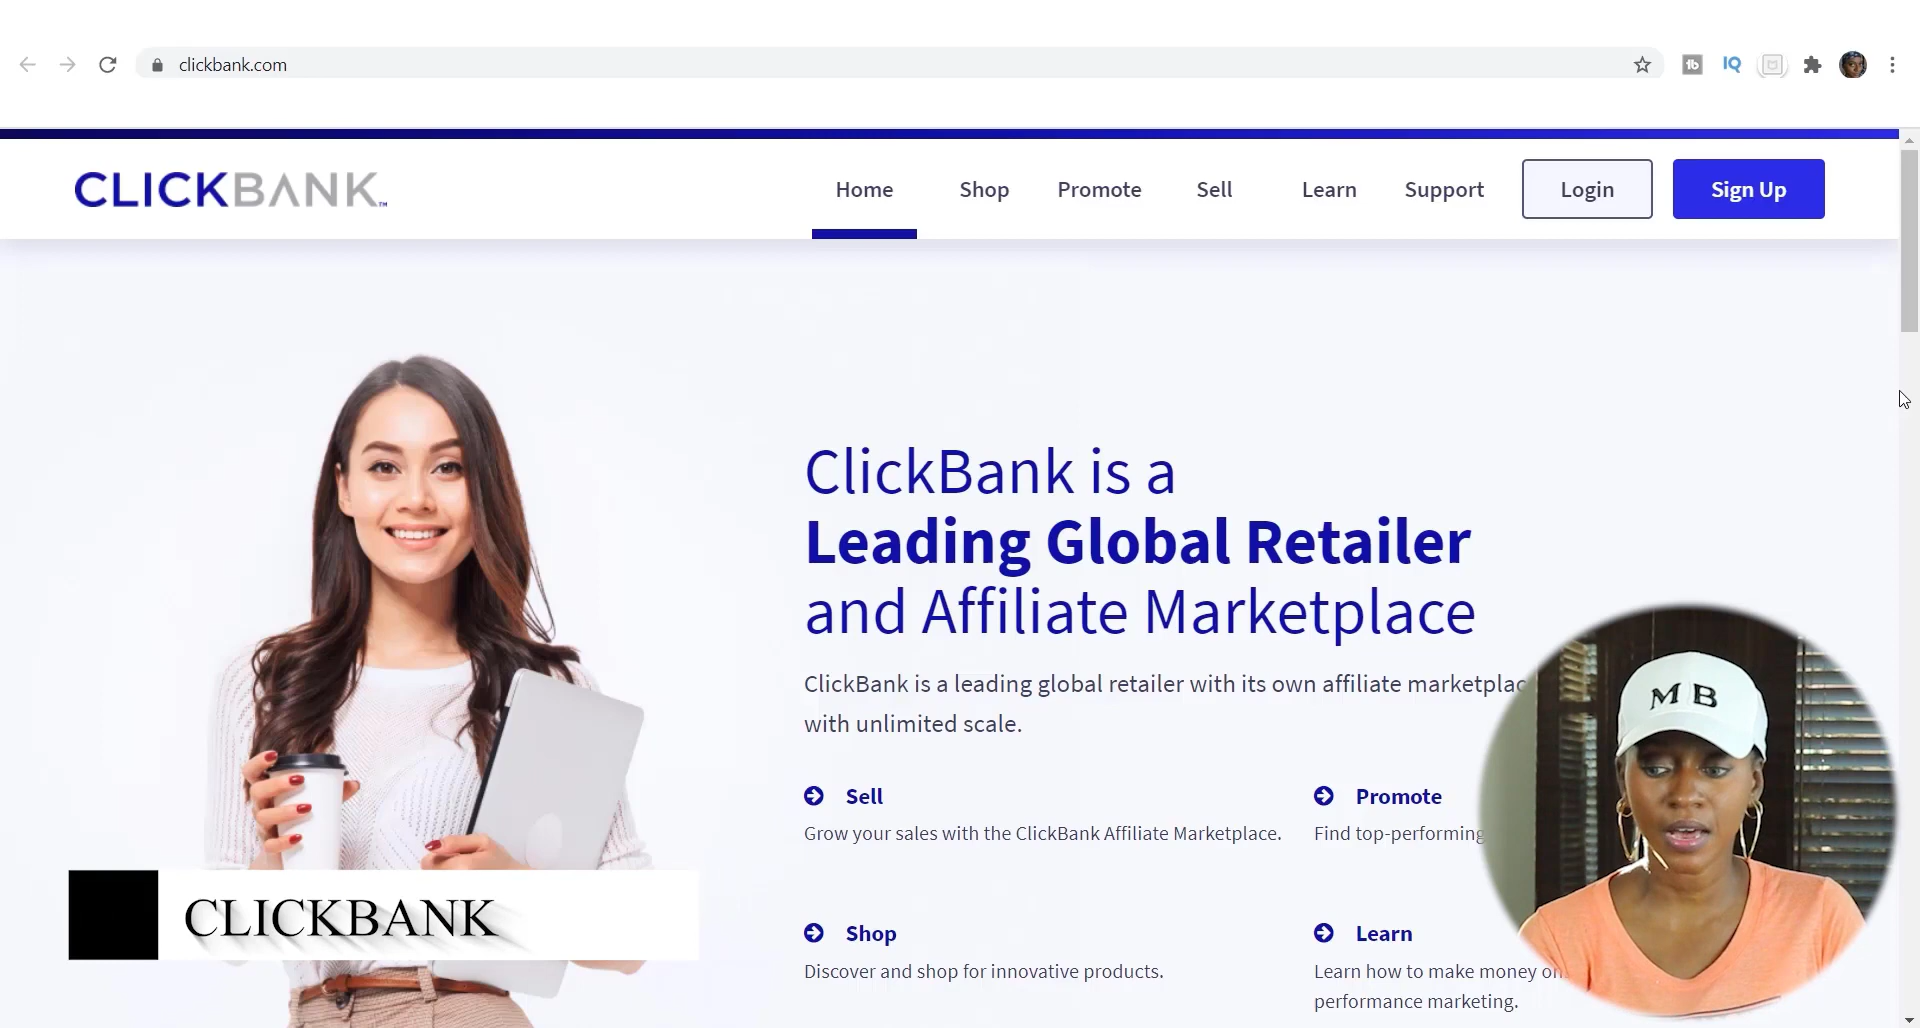 clickbank.com
tb
IQ
CLICKBANK™
Home Shop Promote Sell Learn Support Login Sign Up
ClickBank is a
Leading Global Retailer
and Affiliate Marketplace
ClickBank is a leading global retailer with its own affiliate
with unlimited scale.
Sell
Grow your sales with the ClickBank Affiliate Marketplace.
Promote
Find top-performing
Shop
Discover and shop for innovative products.
Learn
Learn how to make money
performance marketing.
CLICKBANK
M B